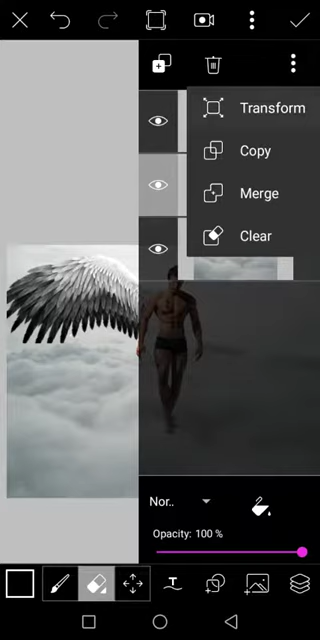 Transform
Copy
Merge
Clear
Nor..
Opacity: 100 %
T